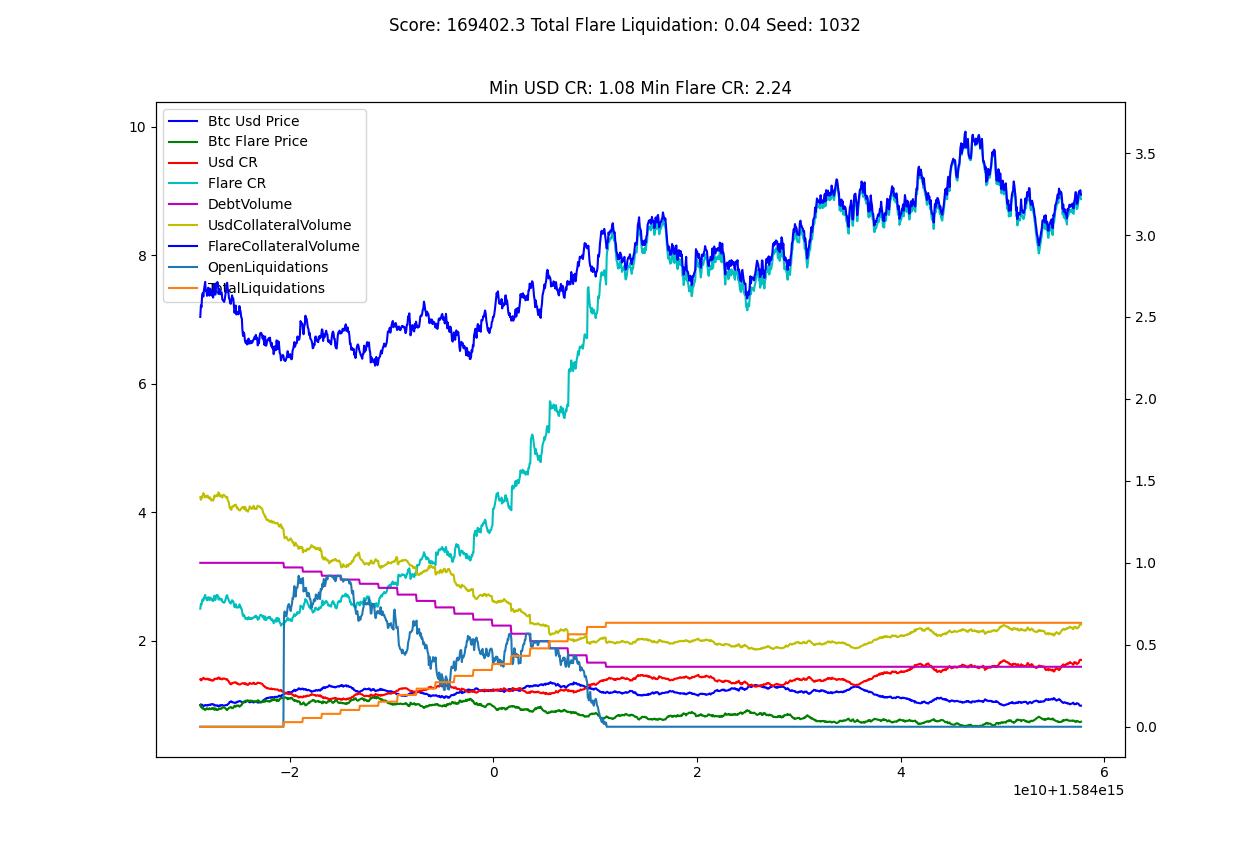 Score: 169402.3 Total Flare Liquidation: 0.04 Seed: 1032
Min USD CR: 1.08 Min Flare CR: 2.24
Btc Usd Price
Btc Flare Price
Usd CR
Flare CR
DebtVolume
UsdCollateralVolume
FlareCollateralVolume
OpenLiquidations
TotalLiquidations
10
8
6
4
2
3.5
3.0
2.5
2.0
1.5
1.0
0.5
0.0
−2
0
2
4
6
1e10+1.584e15